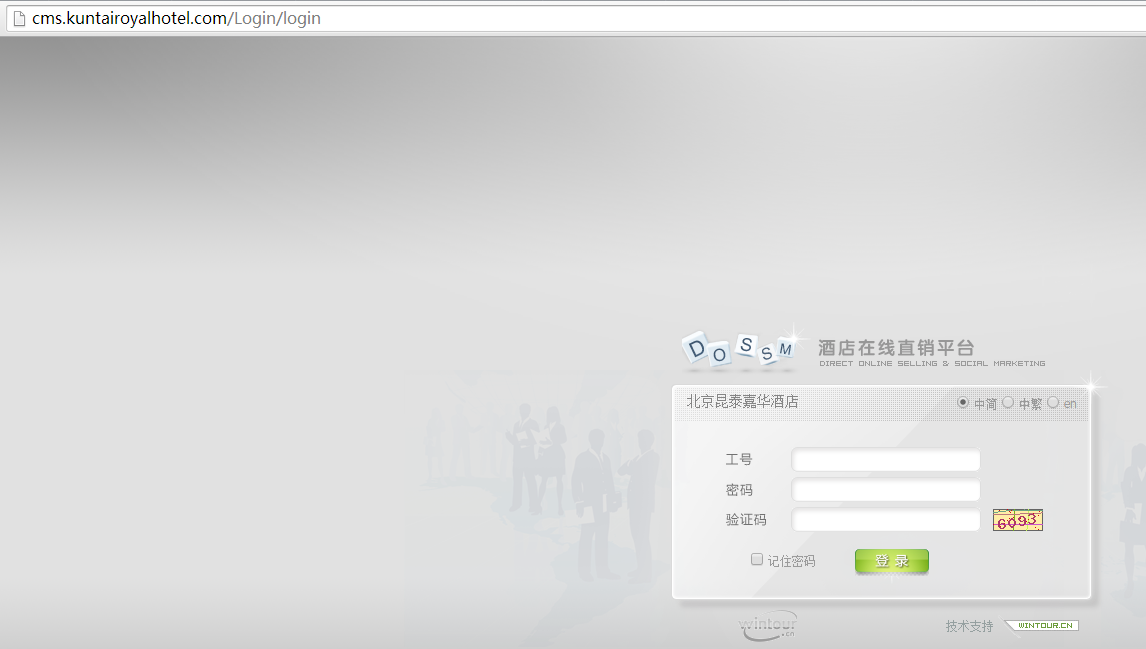 cms.kuntairoyalhotel.com/Login/login
DOSSM
酒店在线直销平台
DIRECT ONLINE SELLING & SOCIAL MARKETING
北京昆泰嘉华酒店 中简 中繁 en
工号
密码
验证码 6093
记住密码 登 录
wintour.cn
技术支持 WINTOUR.CN